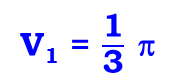 V₁ = 1/3 π